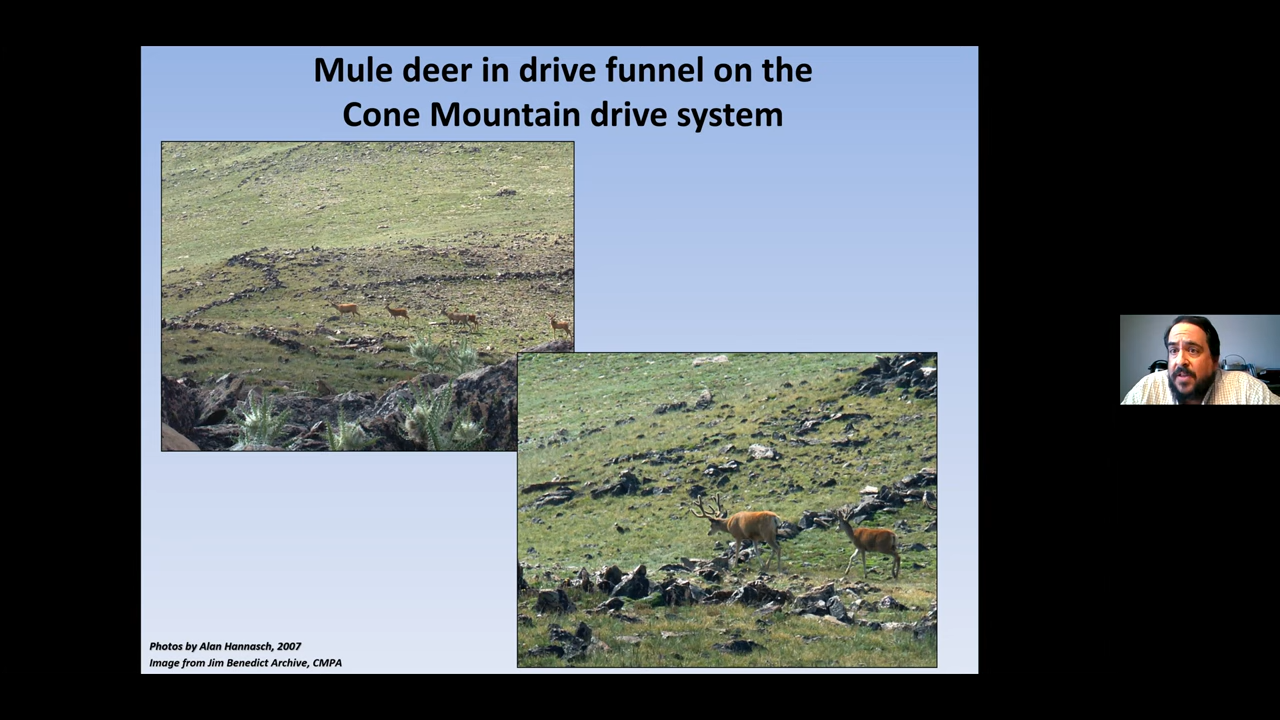 Mule deer in drive funnel on the
Cone Mountain drive system
Photos by Alan Hannasch, 2007
Image from Jim Benedict Archive, CMPA